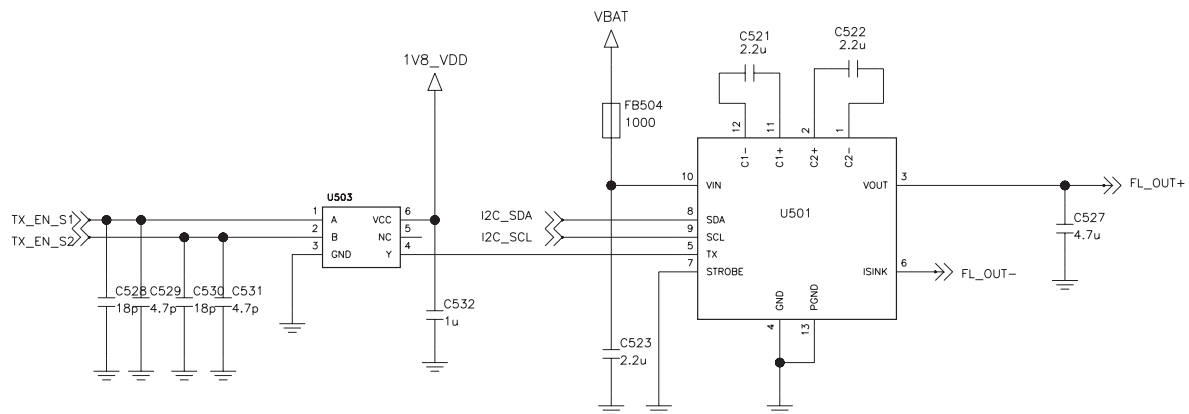 VBAT
C521
2.2u
C522
2.2u
1V8_VDD
FB504
1000
12
11
2
1
C1-
C1+
C2+
C2-
U503
10
VIN
VOUT
3
FL_OUT+
U501
TX_EN_S1
1
A
VCC
6
I2C_SDA
8
SDA
C527
4.7u
TX_EN_S2
2
B
NC
5
I2C_SCL
9
SCL
3
GND
Y
4
5
TX
7
STROBE
ISINK
6
FL_OUT-
C528
18p
C529
4.7p
C530
18p
C531
4.7p
C532
1u
GND
PGND
4
13
C523
2.2u